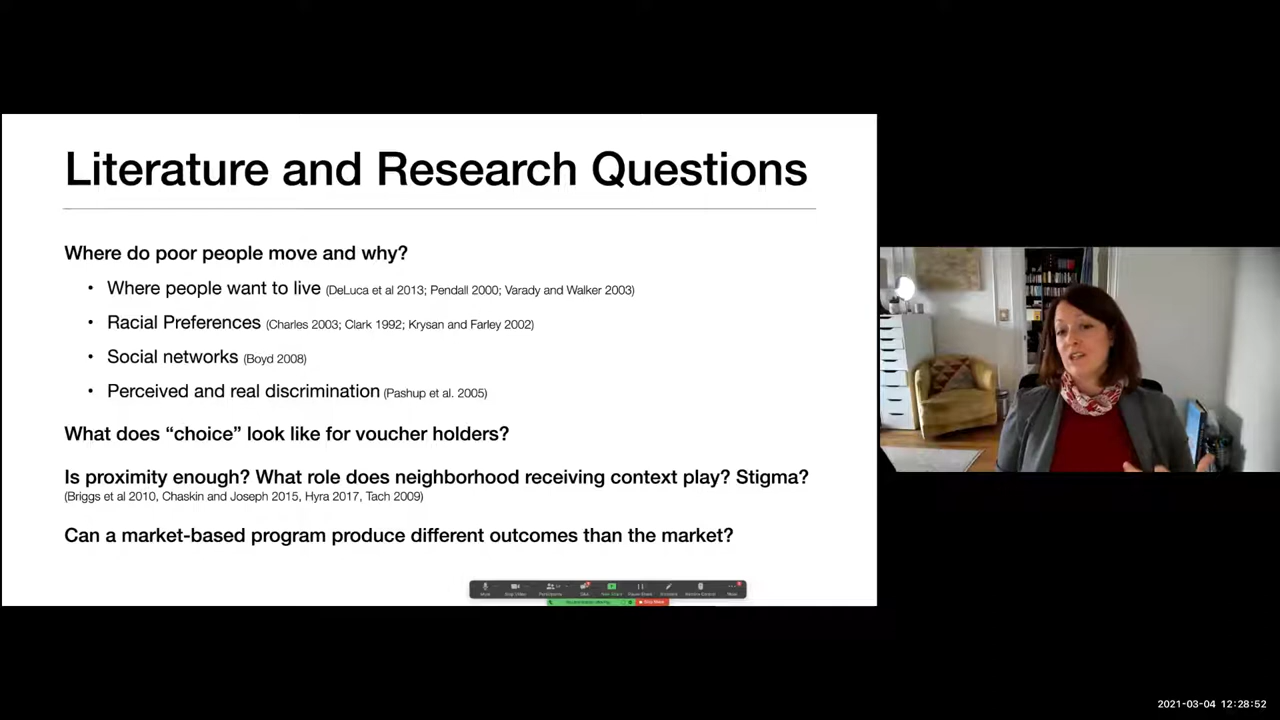 Literature and Research Questions
Where do poor people move and why?
• Where people want to live (DeLuca et al 2013; Pendall 2000; Varady and Walker 2003)
• Racial Preferences (Charles 2003; Clark 1992; Krysan and Farley 2002)
• Social networks (Boyd 2008)
• Perceived and real discrimination (Pashup et al. 2005)
What does “choice” look like for voucher holders?
Is proximity enough? What role does neighborhood receiving context play? Stigma?
(Briggs et al 2010, Chaskin and Joseph 2015, Hyra 2017, Tach 2009)
Can a market-based program produce different outcomes than the market?
2021-03-04 12:28:52